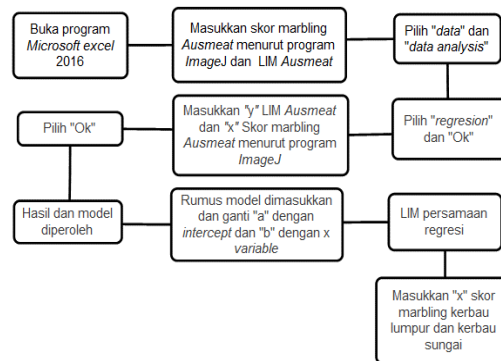 Buka program
Microsoft excel
2016
Masukkan skor marbling
Ausmeat menurut program
ImageJ dan LIM Ausmeat
Pilih "data" dan
"data analysis"
Pilih "regresion"
dan "Ok"
Masukkan "y" LIM Ausmeat
dan "x" Skor marbling
Ausmeat menurut program
ImageJ
Pilih "Ok"
Hasil dan model
diperoleh
Rumus model dimasukkan
dan ganti "a" dengan
intercept dan "b" dengan x
variable
LIM persamaan
regresi
Masukkan "x" skor
marbling kerbau
lumpur dan kerbau
sungai